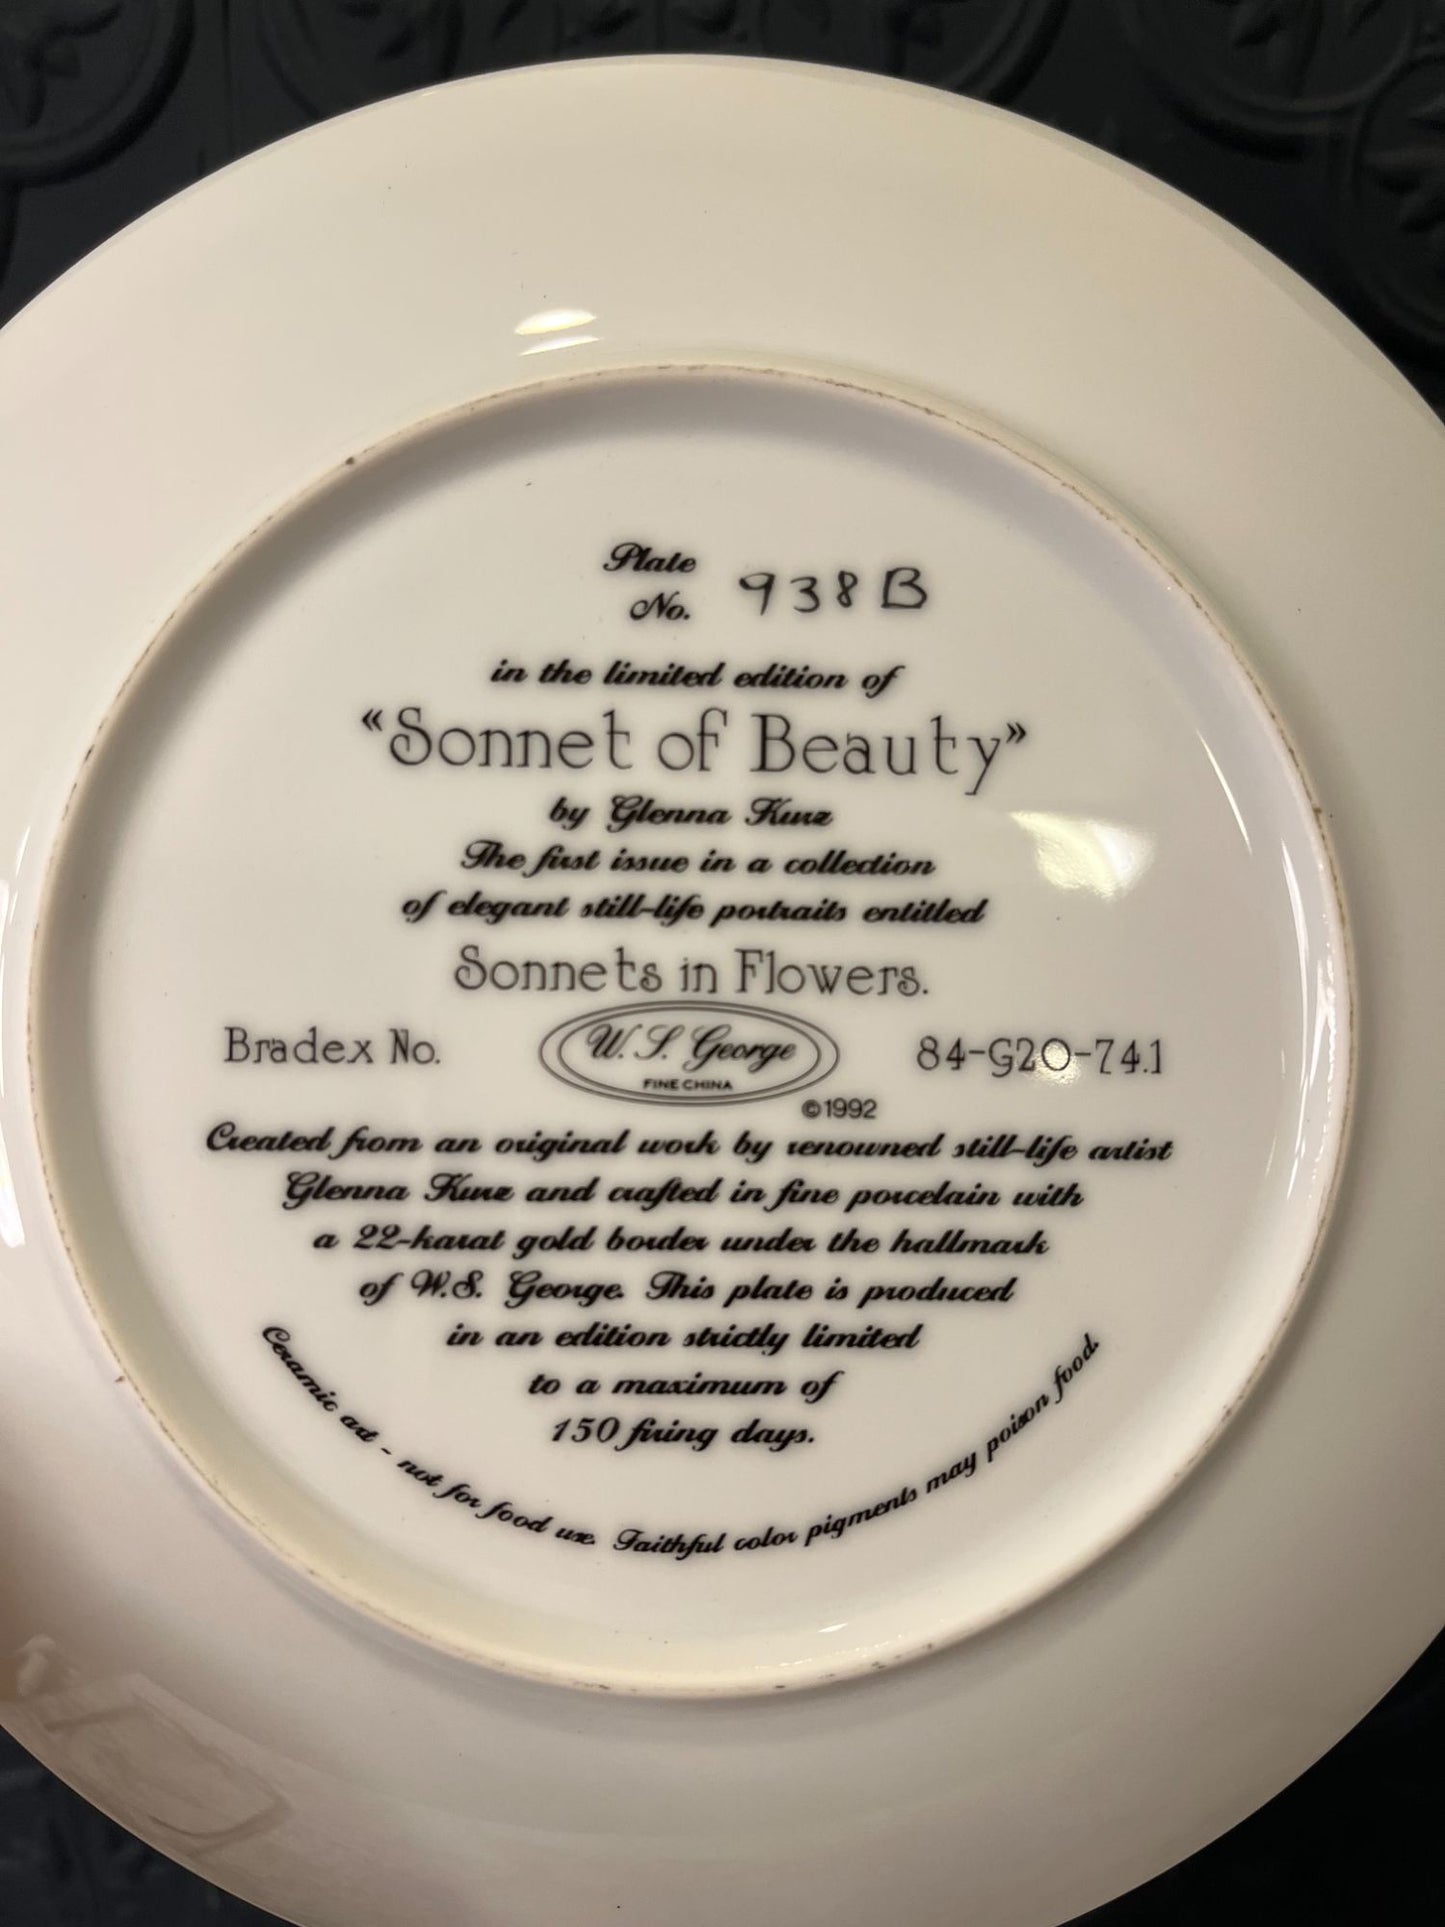 Plate
No. 938B
in the limited edition of
“Sonnet of Beauty”
by Glenna Kurz
The first issue in a collection
of elegant still-life portraits entitled
Sonnets in Flowers.
Bradex No. W. S. George 84-G20-74.1
FINE CHINA
©1992
Created from an original work by renowned still-life artist
Glenna Kurz and crafted in fine porcelain with
a 22-karat gold border under the hallmark
of W.S. George. This plate is produced
in an edition strictly limited
to a maximum of
150 firing days.
Ceramic art - not for food use. Faithful color pigments may poison food.